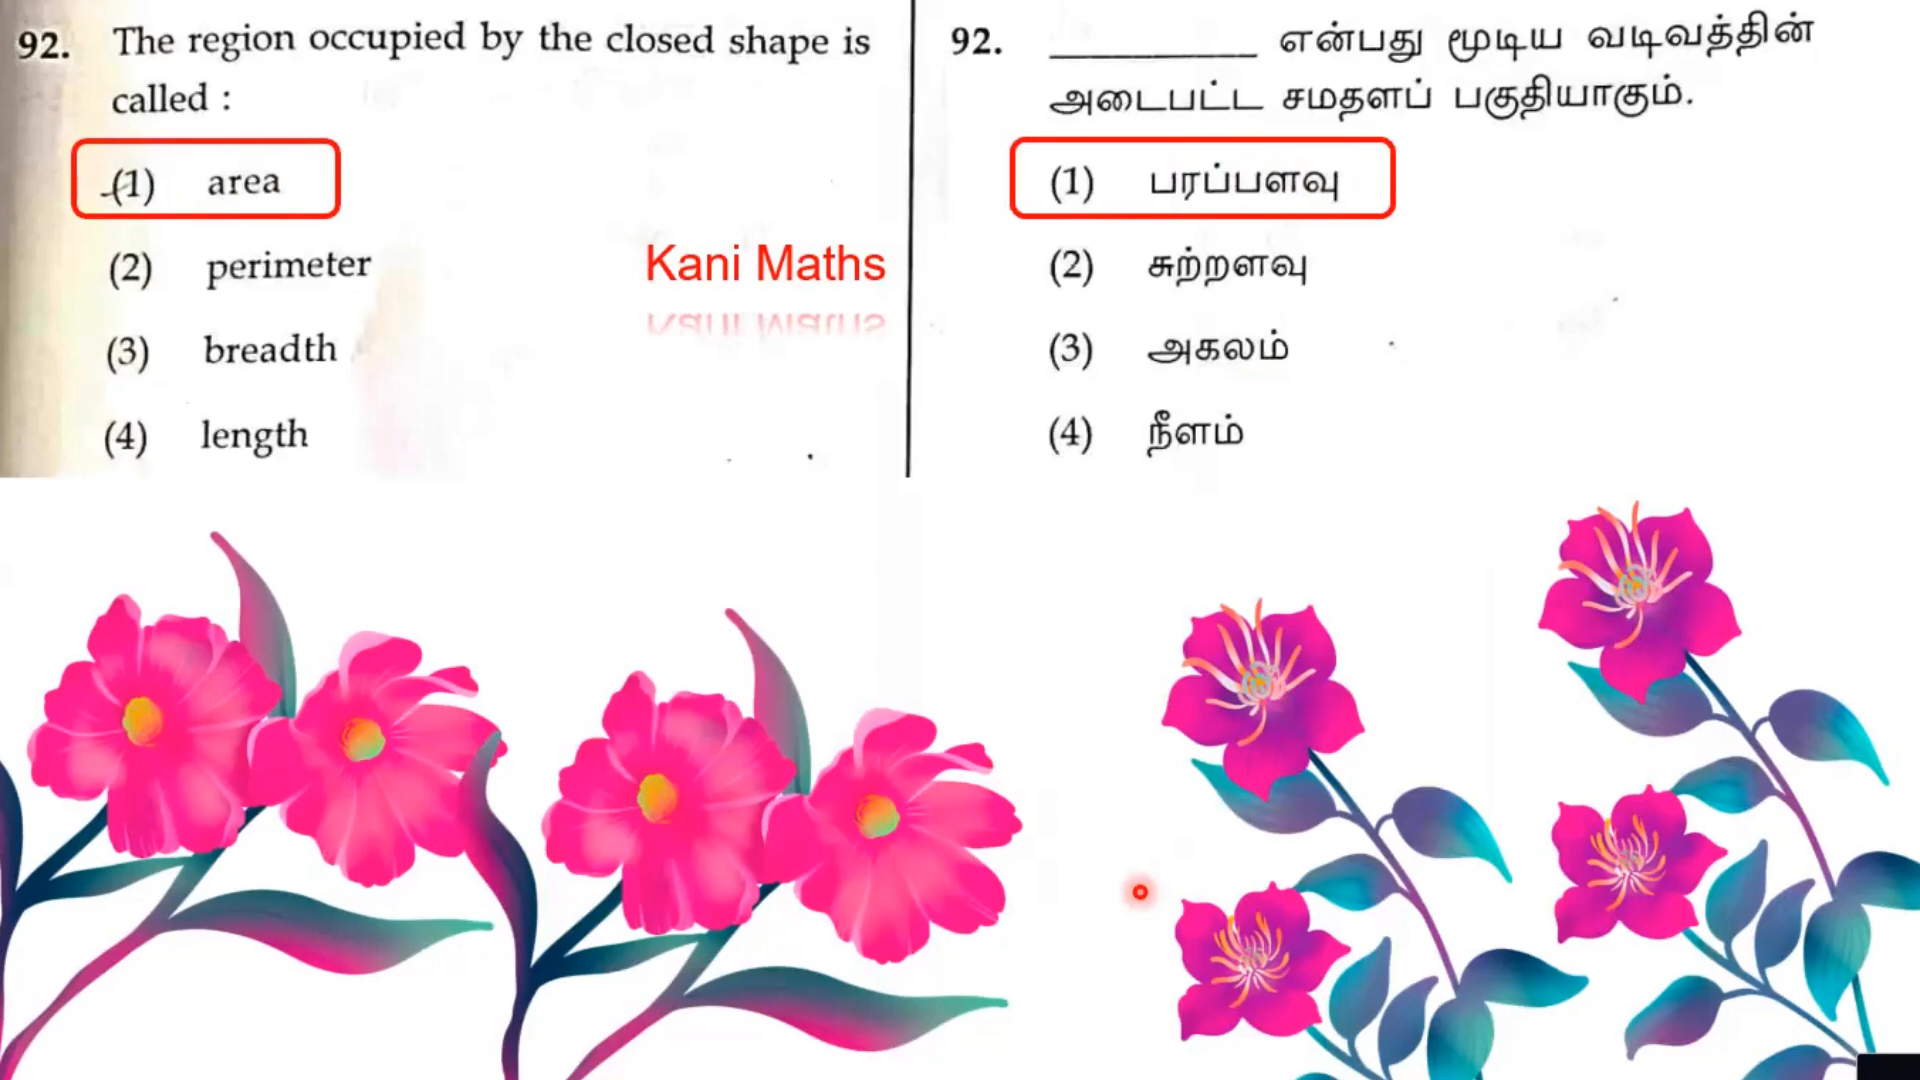 92. The region occupied by the closed shape is
called :
(1) area
(2) perimeter
(3) breadth
(4) length
Kani Maths
92. __________ என்பது மூடிய வடிவத்தின்
அடைபட்ட சமதளப் பகுதியாகும்.
(1) பரப்பளவு
(2) சுற்றளவு
(3) அகலம்
(4) நீளம்